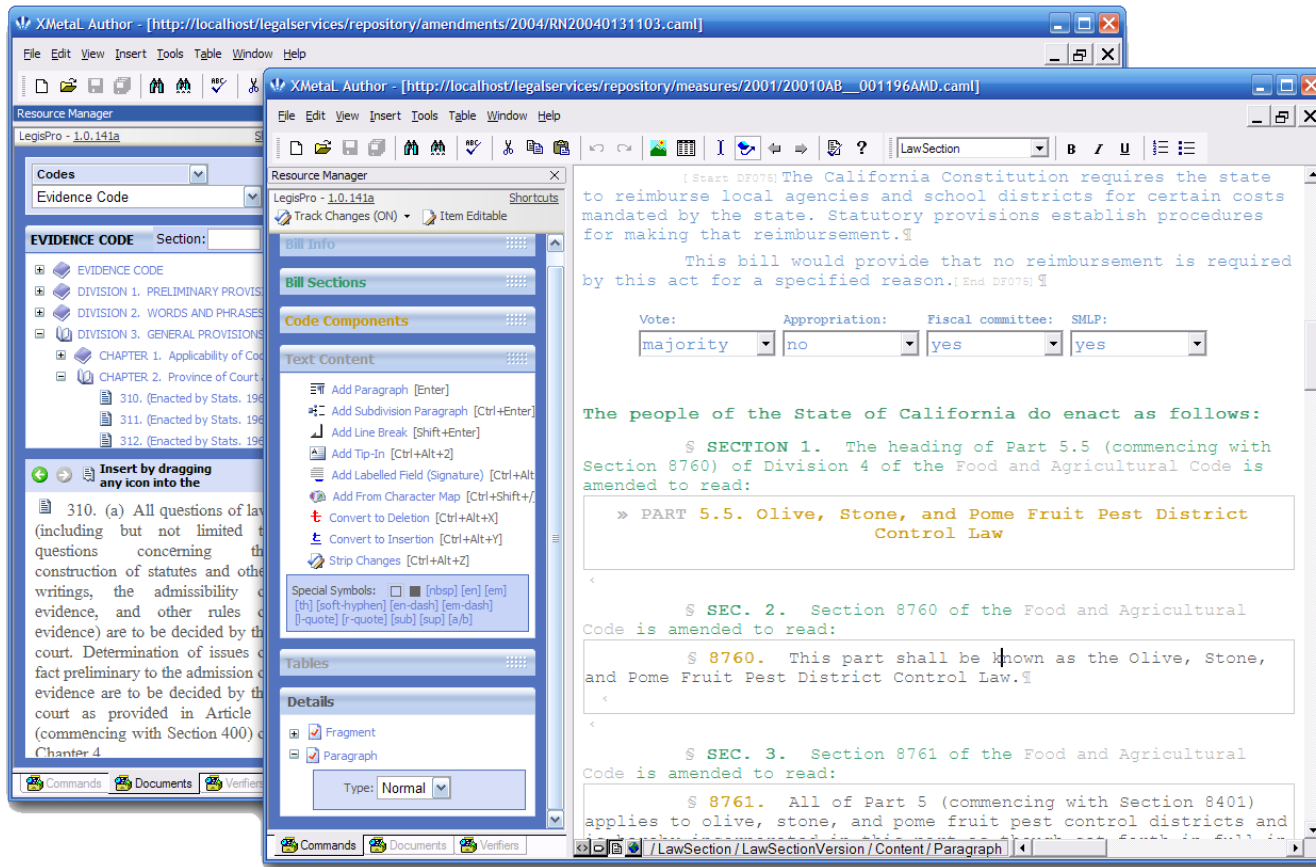 XMetaL Author - [http://localhost/legalservices/repository/amendments/2004/RN20040131103.caml]
File Edit View Insert Tools Table Window Help
Resource Manager
LegisPro - 1.0.141a
Codes
Evidence Code
EVIDENCE CODE Section:
EVIDENCE CODE
DIVISION 1. PRELIMINARY PROVIS
DIVISION 2. WORDS AND PHRASES
DIVISION 3. GENERAL PROVISIONS
CHAPTER 1. Applicability of Co
CHAPTER 2. Province of Court
310. (Enacted by Stats. 196
311. (Enacted by Stats. 196
312. (Enacted by Stats. 196
Insert by dragging
any icon into the
310. (a) All questions of la
(including but not limited t
questions concerning th
construction of statutes and othe
writings, the admissibility o
evidence, and other rules o
evidence) are to be decided by th
court. Determination of issues o
fact preliminary to the admission o
evidence are to be decided by th
court as provided in Article
(commencing with Section 400) o
Chapter 4
Commands Documents Verifiers
XMetaL Author - [http://localhost/legalservices/repository/measures/2001/20010AB__001196AMD.caml]
File Edit View Insert Tools Table Window Help
LawSection B I U
Resource Manager X
LegisPro - 1.0.141a Shortcuts
Track Changes (ON) Item Editable
Bill Info
Bill Sections
Code Components
Text Content
Add Paragraph [Enter]
Add Subdivision Paragraph [Ctrl+Enter]
Add Line Break [Shift+Enter]
Add Tip-In [Ctrl+Alt+2]
Add Labelled Field (Signature) [Ctrl+Alt
Add From Character Map [Ctrl+Shift+/
Convert to Deletion [Ctrl+Alt+X]
Convert to Insertion [Ctrl+Alt+Y]
Strip Changes [Ctrl+Alt+Z]
Special Symbols: □ ■ [nbsp] [en] [em]
[th] [soft-hyphen] [en-dash] [em-dash]
[l-quote] [r-quote] [sub] [sup] [a/b]
Tables
Details
Fragment
Paragraph
Type: Normal
Commands Documents Verifiers
[Start DF075] The California Constitution requires the state
to reimburse local agencies and school districts for certain costs
mandated by the state. Statutory provisions establish procedures
for making that reimbursement.¶
This bill would provide that no reimbursement is required
by this act for a specified reason.[End DF075] ¶
Vote: Appropriation: Fiscal committee: SMLP:
majority no yes yes
The people of the State of California do enact as follows:
§ SECTION 1. The heading of Part 5.5 (commencing with
Section 8760) of Division 4 of the Food and Agricultural Code is
amended to read:
» PART 5.5. Olive, Stone, and Pome Fruit Pest District
Control Law
§ SEC. 2. Section 8760 of the Food and Agricultural
Code is amended to read:
§ 8760. This part shall be known as the Olive, Stone,
and Pome Fruit Pest District Control Law.¶
§ SEC. 3. Section 8761 of the Food and Agricultural
Code is amended to read:
§ 8761. All of Part 5 (commencing with Section 8401)
applies to olive, stone, and pome fruit pest control districts and
/ LawSection / LawSectionVersion / Content / Paragraph